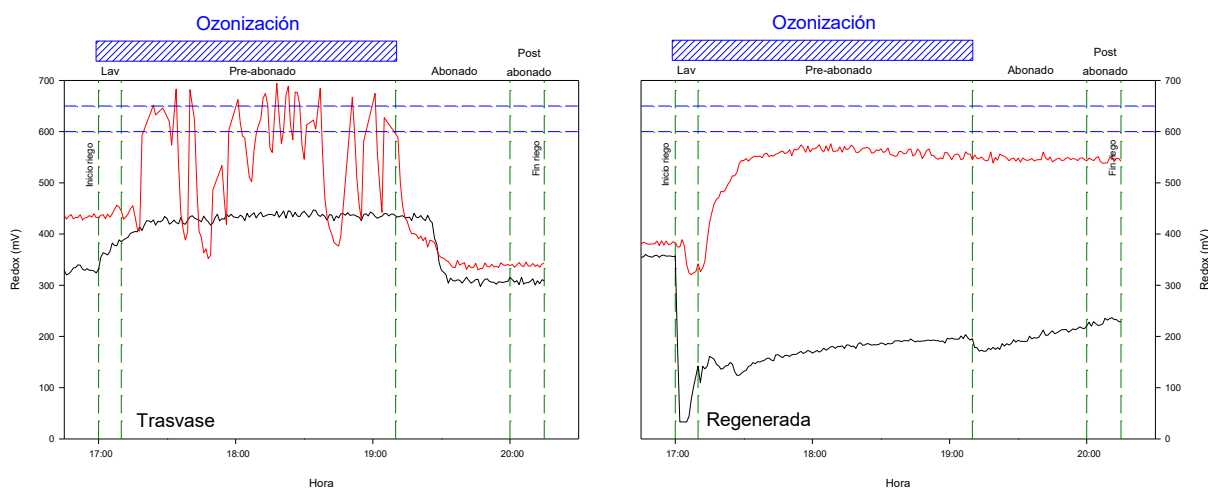 Ozonización
Lav
Pre-abonado
Abonado
Post
abonado
700
600
500
400
300
200
100
0
Redox (mV)
Inicio riego
Fin riego
Trasvase
17:00
18:00
19:00
20:00
Hora
Ozonización
Lav
Pre-abonado
Abonado
Post
abonado
Inicio riego
Fin riego
Regenerada
700
600
500
400
300
200
100
0
Redox (mV)
17:00
18:00
19:00
20:00
Hora